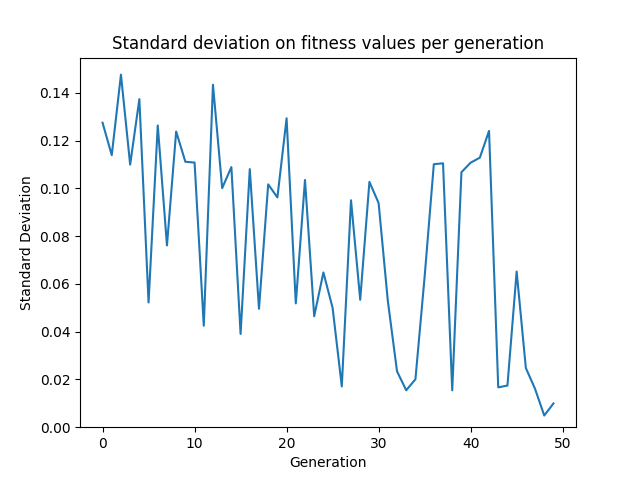 Standard deviation on fitness values per generation
0.14
0.12
0.10
0.08
0.06
0.04
0.02
0.00
Standard Deviation
0 10 20 30 40 50
Generation